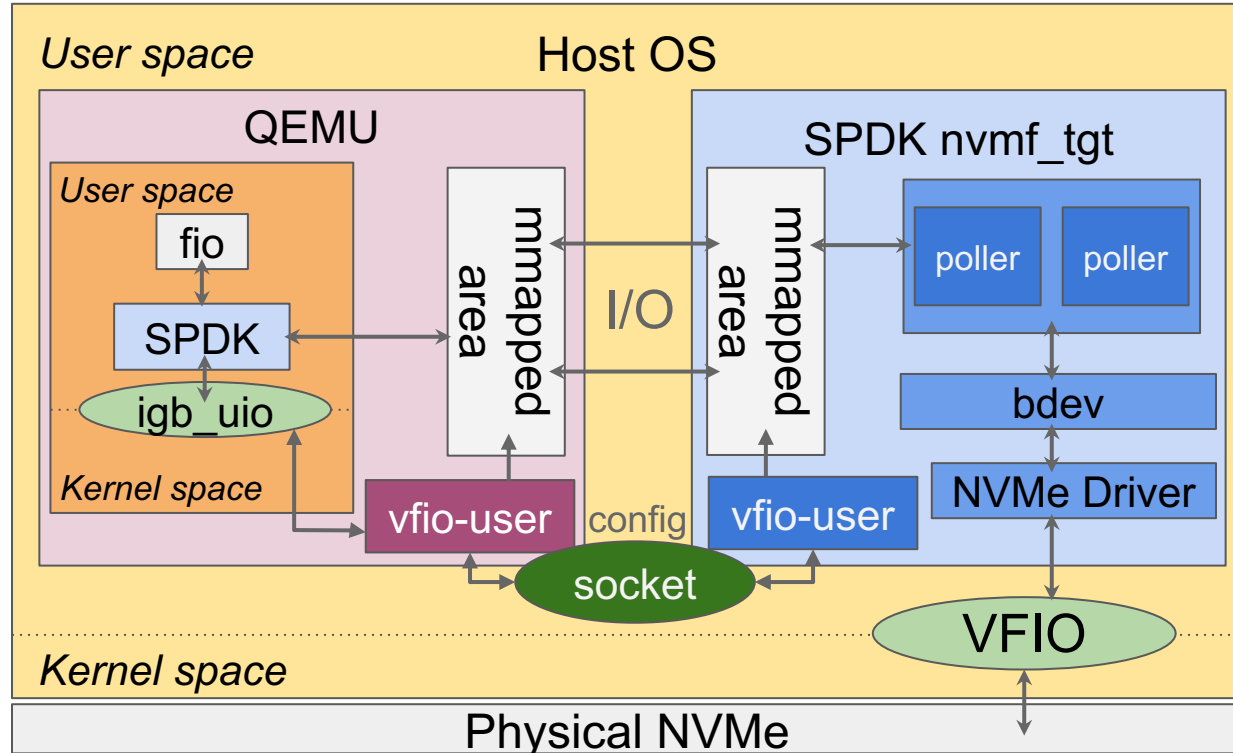 User space
Host OS
QEMU
SPDK nvmf_tgt
User space
fio
SPDK
igb_uio
Kernel space
mmapped
area
I/O
mmapped
area
poller
poller
bdev
NVMe Driver
vfio-user
config
vfio-user
socket
VFIO
Kernel space
Physical NVMe